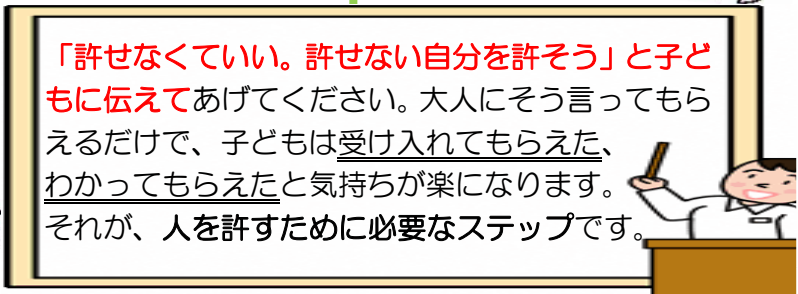 「許せなくていい。許せない自分を許そう」と子ど
もに伝えてあげてください。大人にそう言ってもら
えるだけで、子どもは受け入れてもらえた、
わかってもらえたと気持ちが楽になります。
それが、人を許すために必要なステップです。